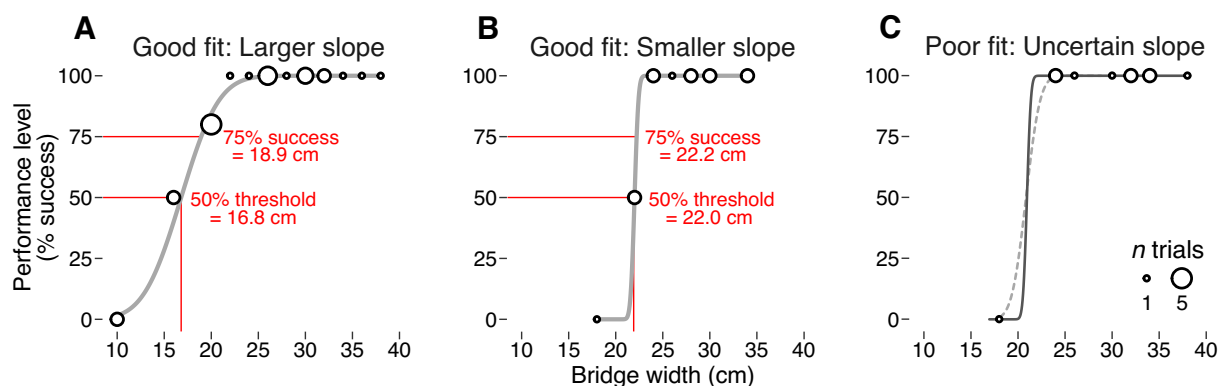 A
Good fit: Larger slope
Performance level
(% success)
100
75
50
25
0
75% success
= 18.9 cm
50% threshold
= 16.8 cm
10 15 20 25 30 35 40
B
Good fit: Smaller slope
100
75
50
25
0
75% success
= 22.2 cm
50% threshold
= 22.0 cm
10 15 20 25 30 35 40
Bridge width (cm)
C
Poor fit: Uncertain slope
100
75
50
25
0
n trials
1 5
10 15 20 25 30 35 40